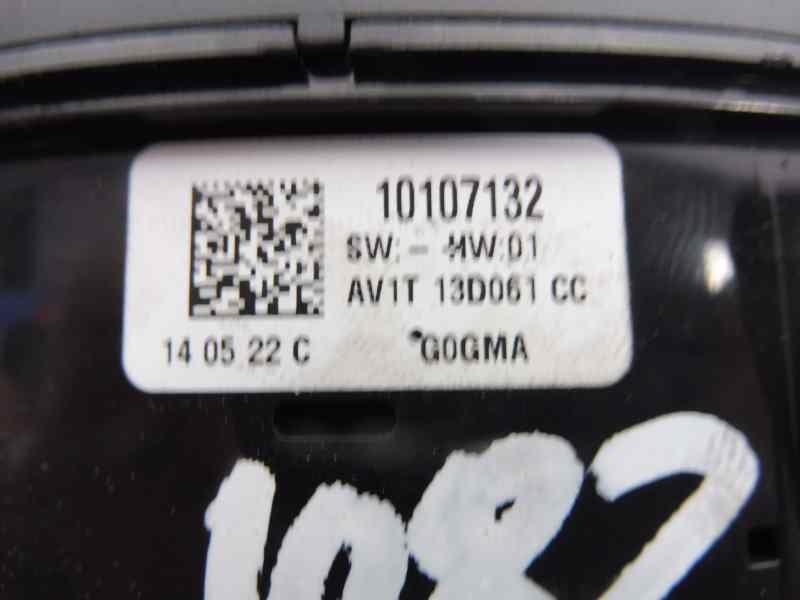 10107132
SW: - HW:01
AV1T 13D061 CC
14 05 22 C
G0GMA
1082